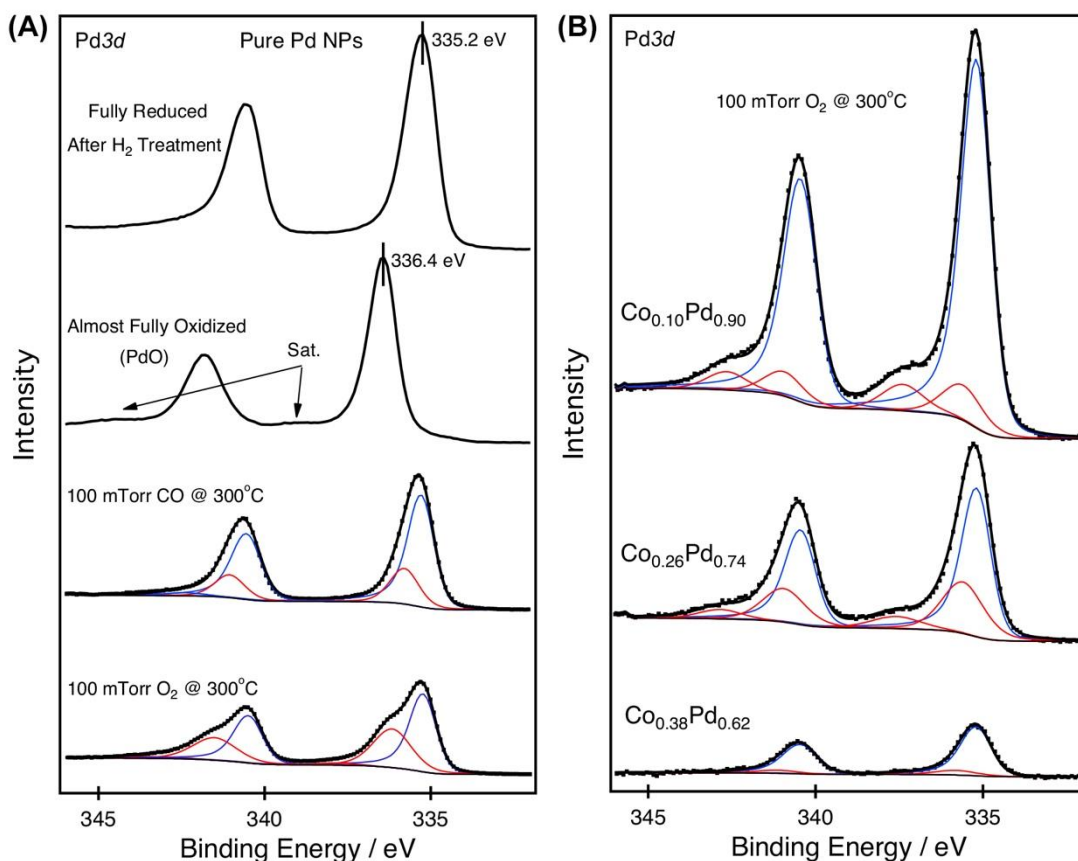 (A)
Pd3d Pure Pd NPs
335.2 eV
Fully Reduced
After H₂ Treatment
336.4 eV
Almost Fully Oxidized
(PdO)
Sat.
100 mTorr CO @ 300°C
100 mTorr O₂ @ 300°C
Intensity
345 340 335
Binding Energy / eV
(B)
Pd3d
100 mTorr O₂ @ 300°C
Co₀.₁₀Pd₀.₉₀
Co₀.₂₆Pd₀.₇₄
Co₀.₃₈Pd₀.₆₂
Intensity
345 340 335
Binding Energy / eV